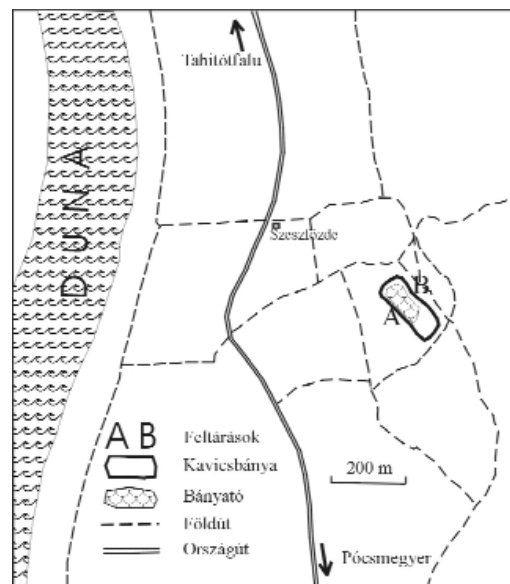 Tahitótfalu
DUNA
Szeszfőzde
B
A
A B Feltárások
Kavicsbánya
Bányató
Földút
Országút
200 m
Pócsmegyer